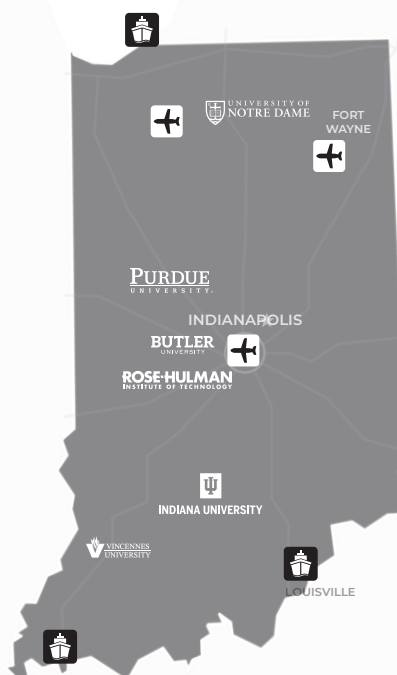 UNIVERSITY OF
NOTRE DAME
FORT
WAYNE
PURDUE
UNIVERSITY.
INDIANAPOLIS
BUTLER
UNIVERSITY
ROSE-HULMAN
INSTITUTE OF TECHNOLOGY
INDIANA UNIVERSITY
VINCENNES
UNIVERSITY
LOUISVILLE